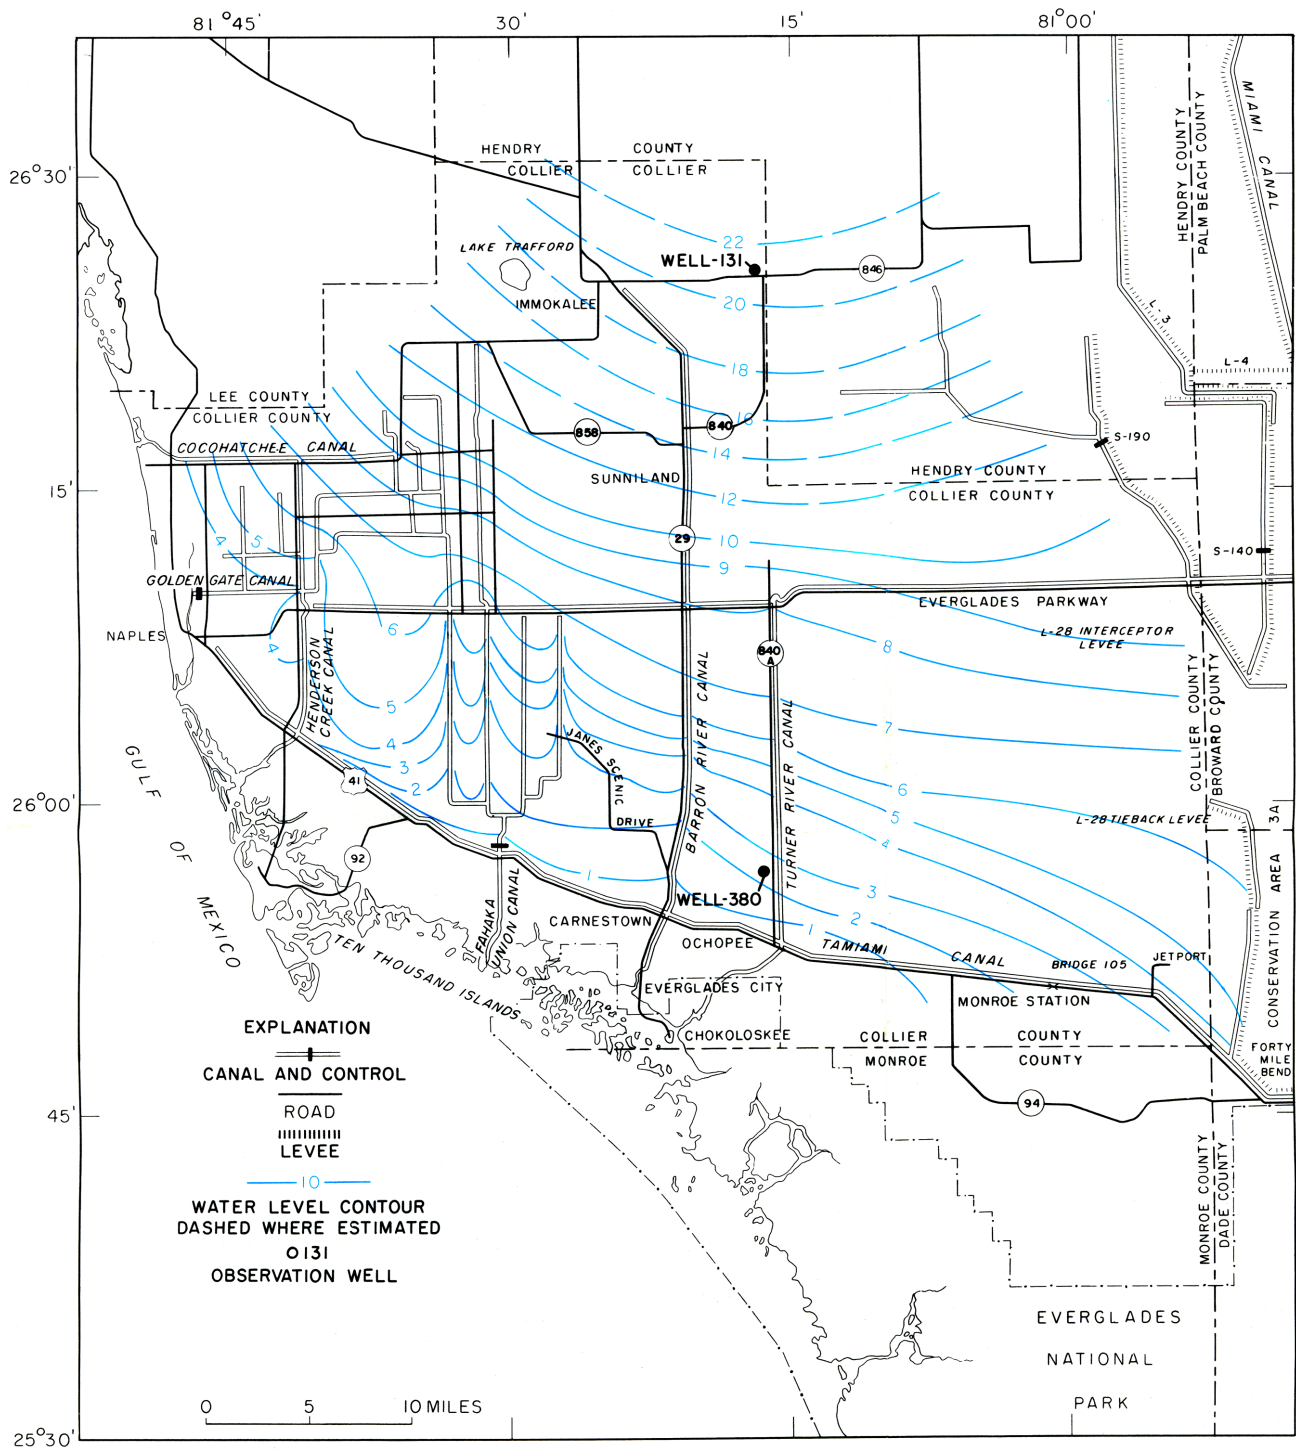 81°45' 30' 15' 81°00'
26°30'
15'
26°00'
45'
25°30'
HENDRY COUNTY
COLLIER COLLIER
HENDRY COUNTY
PALM BEACH COUNTY
MIAMI CANAL
LAKE TRAFFORD
WELL-131
846
IMMOKALEE
22
20
18
16
14
12
10
9
8
7
6
5
4
3
2
1
L-3
L-4
LEE COUNTY
COLLIER COUNTY
COCOHATCHEE CANAL
858
840
S-190
SUNNILAND
HENDRY COUNTY
COLLIER COUNTY
29
S-140
4
5
GOLDEN GATE CANAL
EVERGLADES PARKWAY
NAPLES
6
4
L-28 INTERCEPTOR
LEVEE
840
A
HENDERSON
CREEK CANAL
5
4
3
2
1
BARRON RIVER CANAL
TURNER RIVER CANAL
COLLIER COUNTY
BROWARD COUNTY
JANES SCENIC
DRIVE
41
GULF
OF
MEXICO
L-28 TIEBACK LEVEE
3A
CONSERVATION AREA
92
WELL-380
FAHAKA
UNION CANAL
CARNESTOWN
OCHOPEE
TAMIAMI
CANAL
BRIDGE 105
JETPORT
TEN THOUSAND ISLANDS
EVERGLADES CITY
MONROE STATION
CHOKOLOSKEE
COLLIER COUNTY
MONROE COUNTY
FORTY
MILE
BEND
94
MONROE COUNTY
DADE COUNTY
EXPLANATION
CANAL AND CONTROL
ROAD
LEVEE
10
WATER LEVEL CONTOUR
DASHED WHERE ESTIMATED
O131
OBSERVATION WELL
EVERGLADES
NATIONAL
PARK
0 5 10 MILES